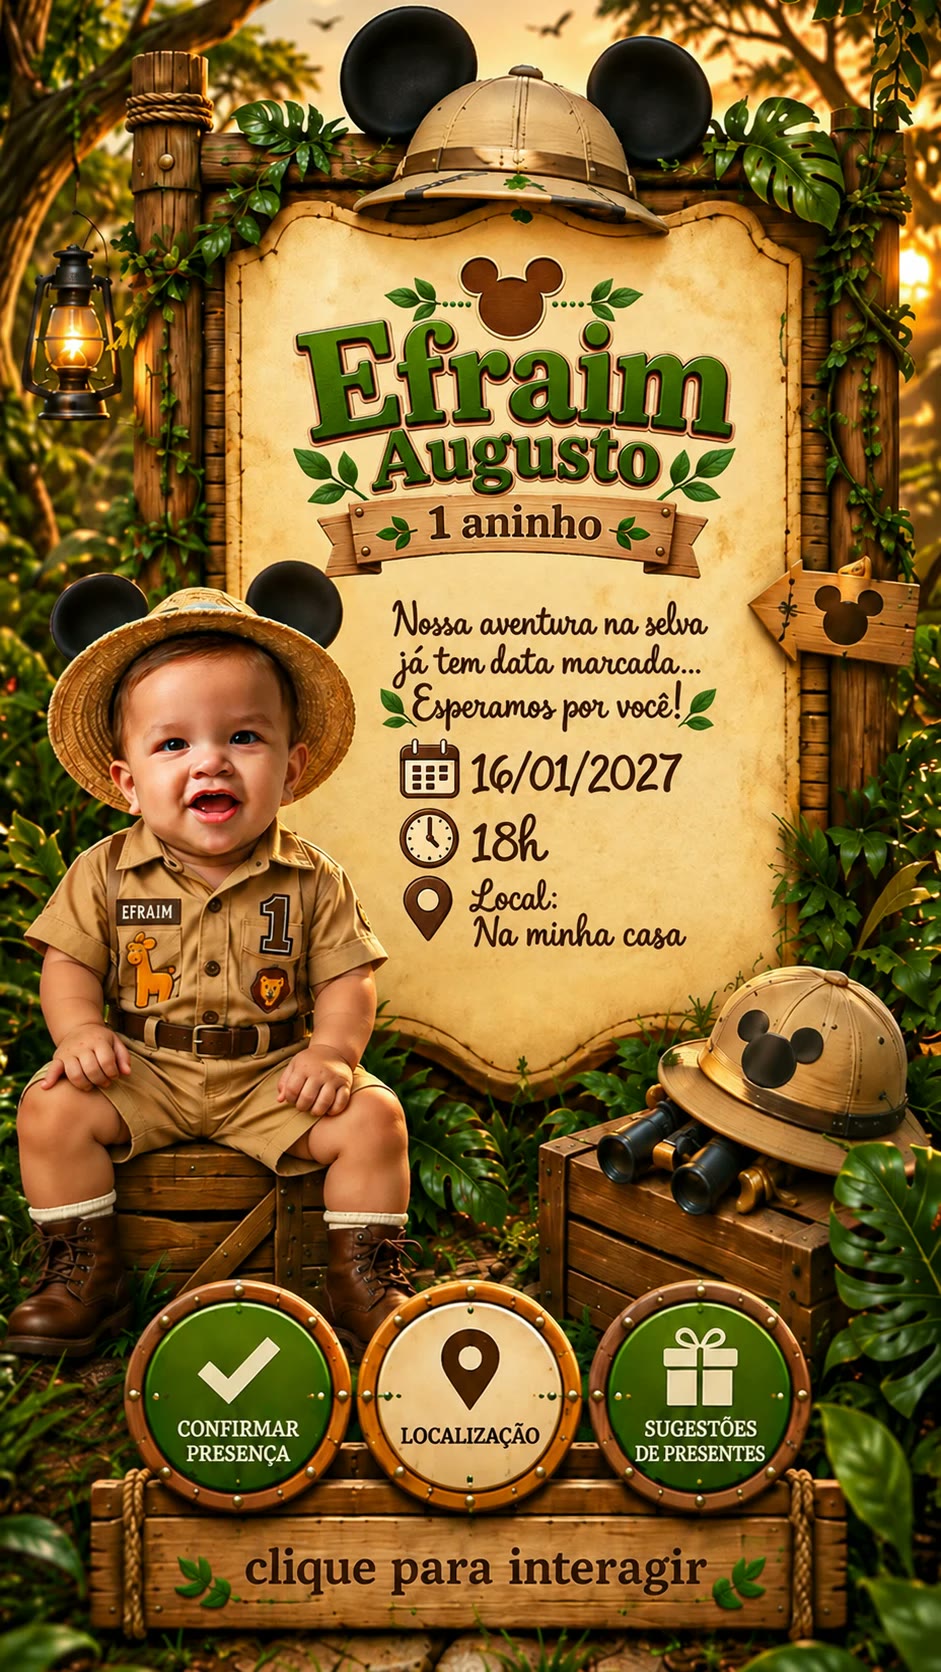 Efraim
Augusto
1 aninho
Nossa aventura na selva
já tem data marcada...
Esperamos por você!
16/01/2027
18h
Local:
Na minha casa
EFRAIM
1
CONFIRMAR
PRESENÇA
LOCALIZAÇÃO
SUGESTÕES
DE PRESENTES
clique para interagir